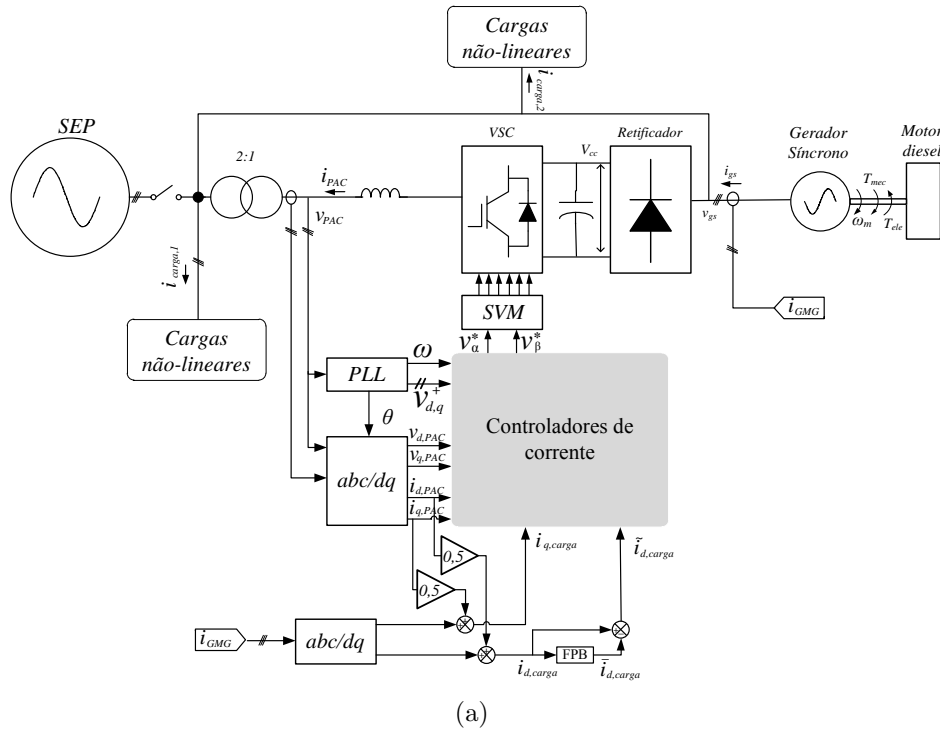 Cargas
não-lineares
i carga,2
SEP
2:1
i PAC
v PAC
VSC
V cc
Retificador
i gs
v gs
Gerador
Síncrono
T mec
ω m
T ele
Motor
diesel
i carga,1
Cargas
não-lineares
SVM
i GMG
v*α
v*β
PLL
ω
v+ d,q
θ
abc/dq
v d,PAC
v q,PAC
i d,PAC
i q,PAC
Controladores de
corrente
0,5
0,5
i q,carga
ĩ d,carga
i GMG
abc/dq
i d,carga
FPB
i̅ d,carga
(a)